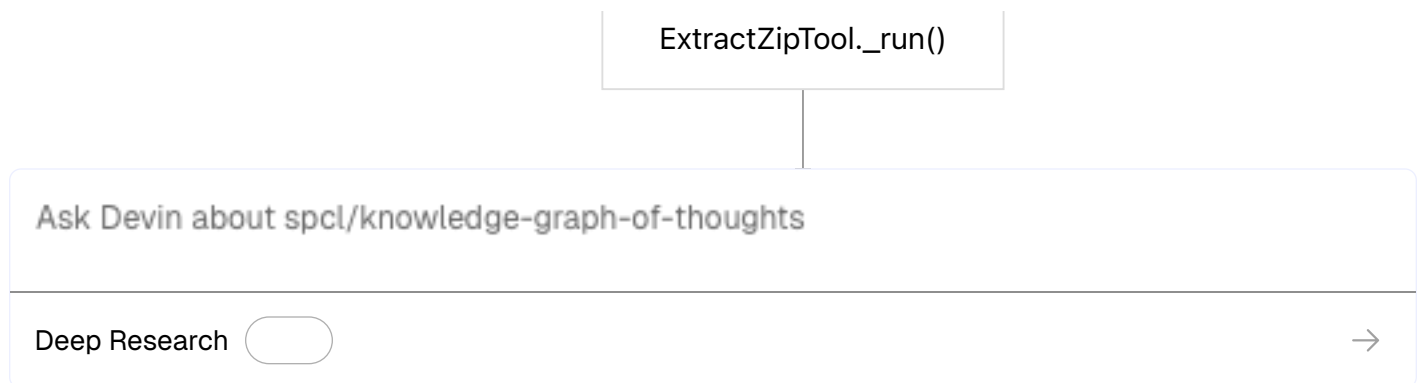 ExtractZipTool._run()
Ask Devin about spcl/knowledge-graph-of-thoughts
Deep Research